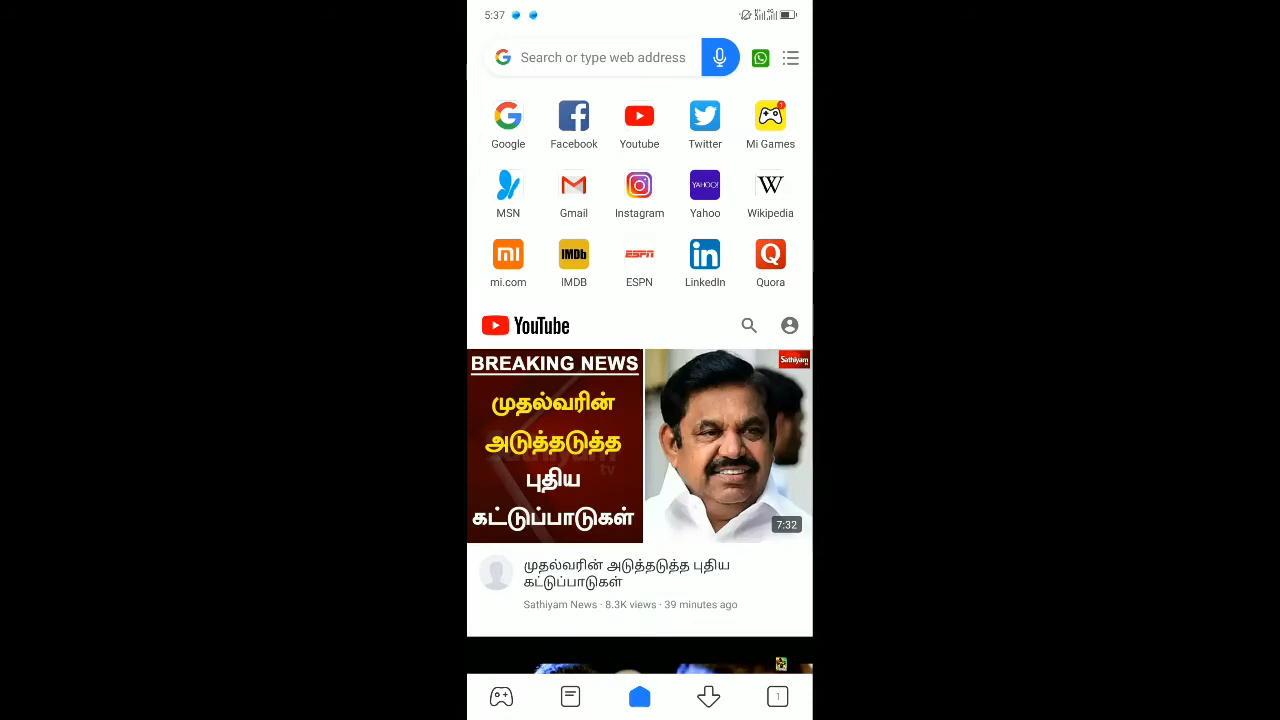 5:37
Search or type web address
Google Facebook Youtube Twitter Mi Games
MSN Gmail Instagram Yahoo Wikipedia
mi.com IMDB ESPN LinkedIn Quora
YouTube
BREAKING NEWS
முதல்வரின்
அடுத்தடுத்த
புதிய
கட்டுப்பாடுகள்
Sathiyam
7:32
முதல்வரின் அடுத்தடுத்த புதிய
கட்டுப்பாடுகள்
Sathiyam News · 8.3K views · 39 minutes ago
1